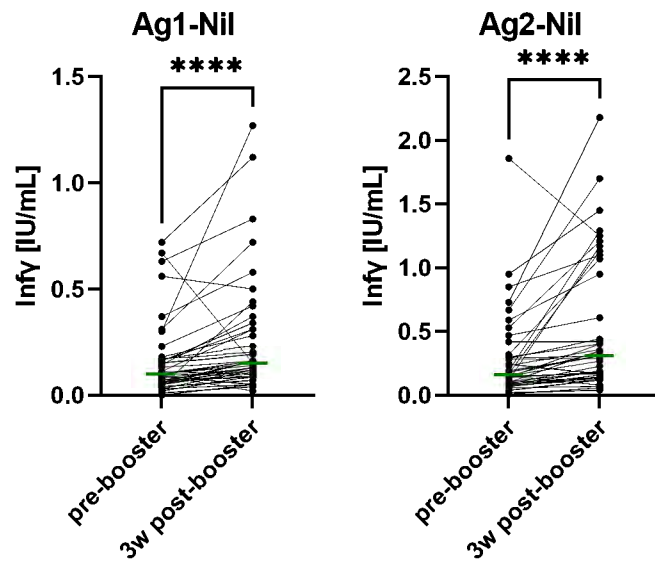 Ag1-Nil
Ag2-Nil
****
****
1.5
1.0
0.5
0.0
Infγ [IU/mL]
pre-booster
3w post-booster
2.5
2.0
1.5
1.0
0.5
0.0
Infγ [IU/mL]
pre-booster
3w post-booster